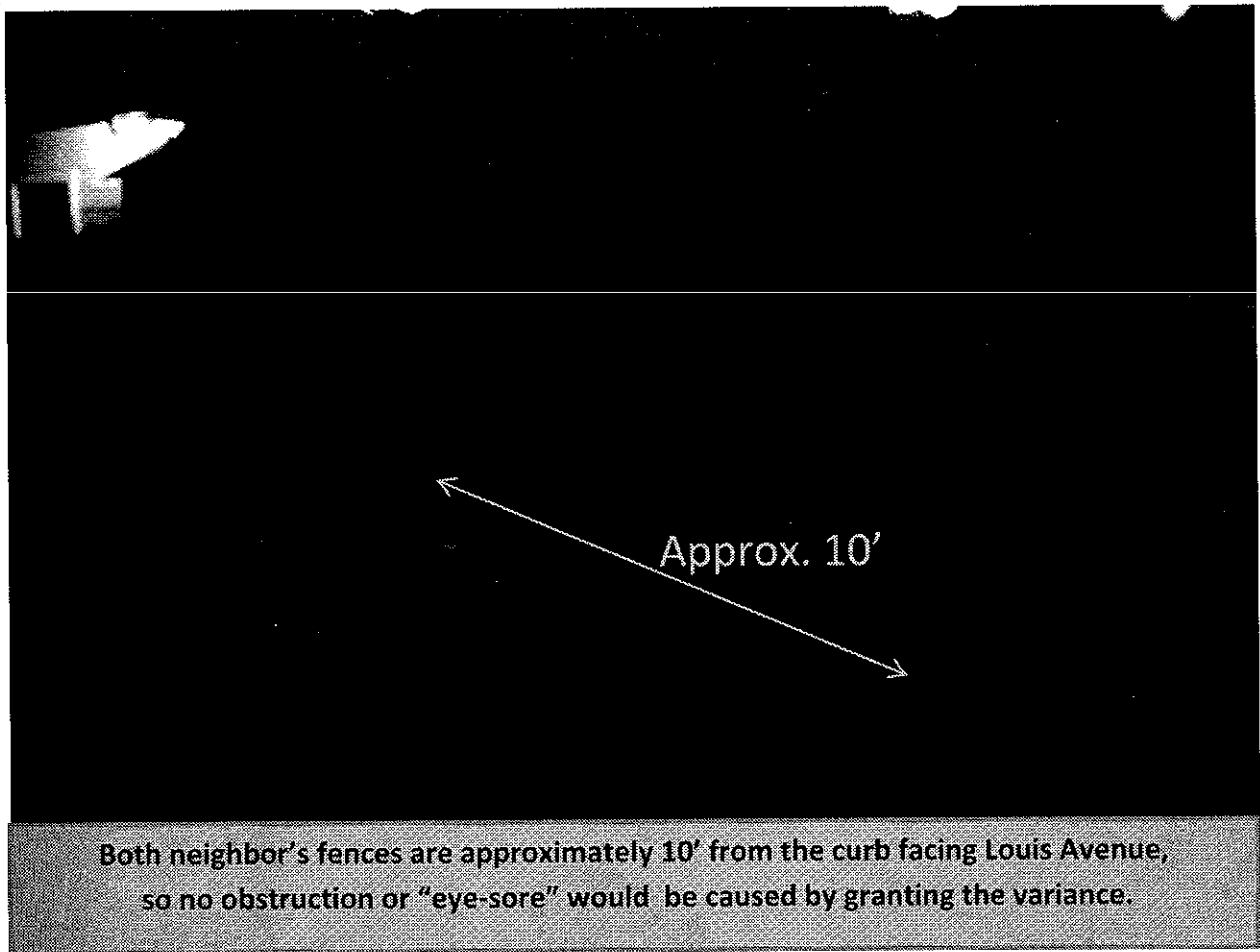 Approx. 10’
Both neighbor’s fences are approximately 10’ from the curb facing Louis Avenue,
so no obstruction or “eye-sore” would be caused by granting the variance.